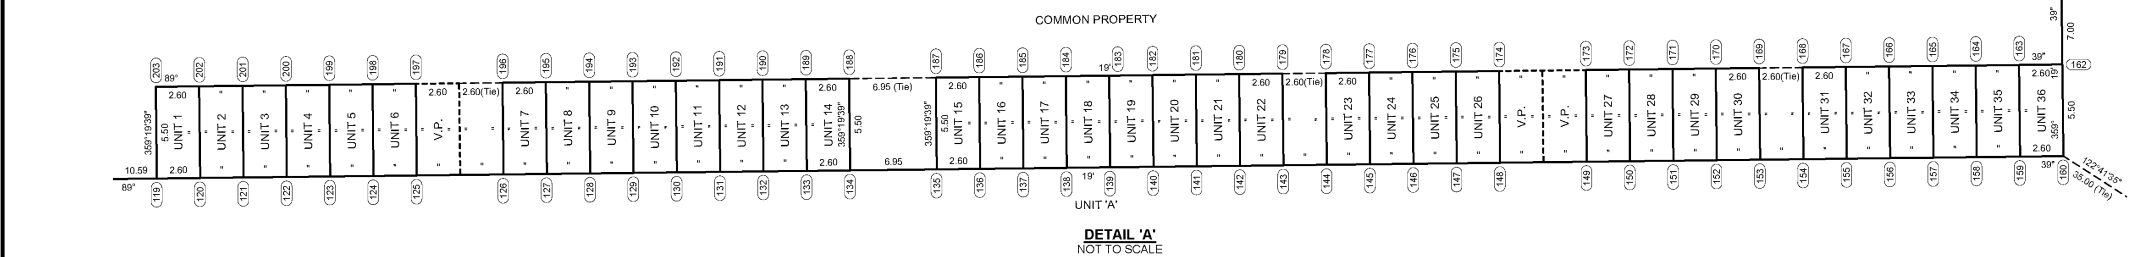 COMMON PROPERTY
39"
7.00
203 202 201 200 199 198 197 196 195 194 193 192 191 190 189 188 187 186 185 184 183 182 181 180 179 178 177 176 175 174 173 172 171 170 169 168 167 166 165 164 163
162
89° 19' 39"
2.60 " " " " " 2.60 2.60(Tie) 2.60 " " " " " " 2.60 6.95 (Tie) 2.60 " " " " " " 2.60 2.60(Tie) 2.60 " " " " " " " " 2.60 2.60(Tie) 2.60 " " " " 2.60
359°19'39" 5.50 UNIT 1 " UNIT 2 " UNIT 3 " UNIT 4 " UNIT 5 " UNIT 6 " V.P. " " UNIT 7 " UNIT 8 " UNIT 9 " UNIT 10 " UNIT 11 " UNIT 12 " UNIT 13 " UNIT 14 359°19'39" 5.50 359°19'39" 5.50 UNIT 15 " UNIT 16 " UNIT 17 " UNIT 18 " UNIT 19 " UNIT 20 " UNIT 21 " UNIT 22 " " UNIT 23 " UNIT 24 " UNIT 25 " UNIT 26 " V.P. " V.P. " UNIT 27 " UNIT 28 " UNIT 29 " UNIT 30 " " UNIT 31 " UNIT 32 " UNIT 33 " UNIT 34 " UNIT 35 " UNIT 36 359° 19' 5.50
10.59 2.60 " " " " " " " " " " " " " " 2.60 6.95 2.60 " " " " " " " " " " " " " " " " " " " " " " " " 2.60
89° 19' 39"
119 120 121 122 123 124 125 126 127 128 129 130 131 132 133 134 135 136 137 138 139 140 141 142 143 144 145 146 147 148 149 150 151 152 153 154 155 156 157 158 159 160
122°41'35"
35.00 (Tie)
UNIT 'A'
DETAIL 'A'
NOT TO SCALE